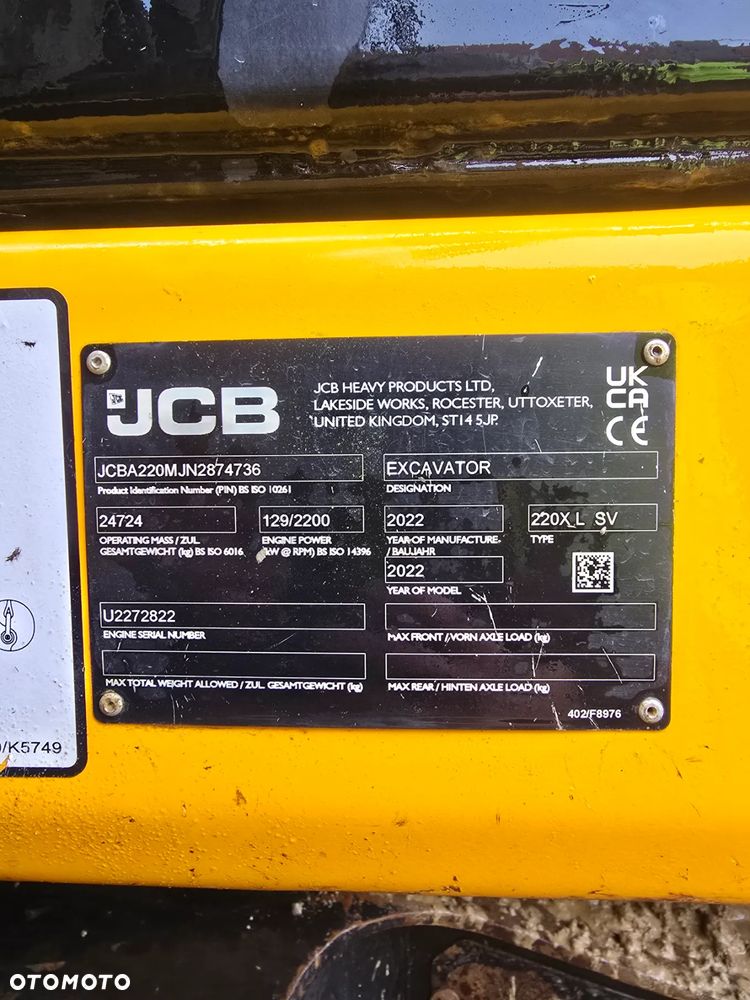 JCB
JCB HEAVY PRODUCTS LTD,
LAKESIDE WORKS, ROCESTER, UTTOXETER,
UNITED KINGDOM, ST14 5JP.
UK
CA
CE
JCBA220MJN2874736
Product Identification Number (PIN) BS ISO 10261
EXCAVATOR
DESIGNATION
24724
OPERATING MASS / ZUL.
GESAMTGEWICHT (kg) BS ISO 6016
129/2200
ENGINE POWER
(kW @ RPM) BS ISO 14396
2022
YEAR OF MANUFACTURE
/ BAUJAHR
220X L SV
TYPE
2022
YEAR OF MODEL
U2272822
ENGINE SERIAL NUMBER
MAX FRONT / VORN AXLE LOAD (kg)
MAX TOTAL WEIGHT ALLOWED / ZUL. GESAMTGEWICHT (kg)
MAX REAR / HINTEN AXLE LOAD (kg)
402/F8976
/K5749
OTOMOTO